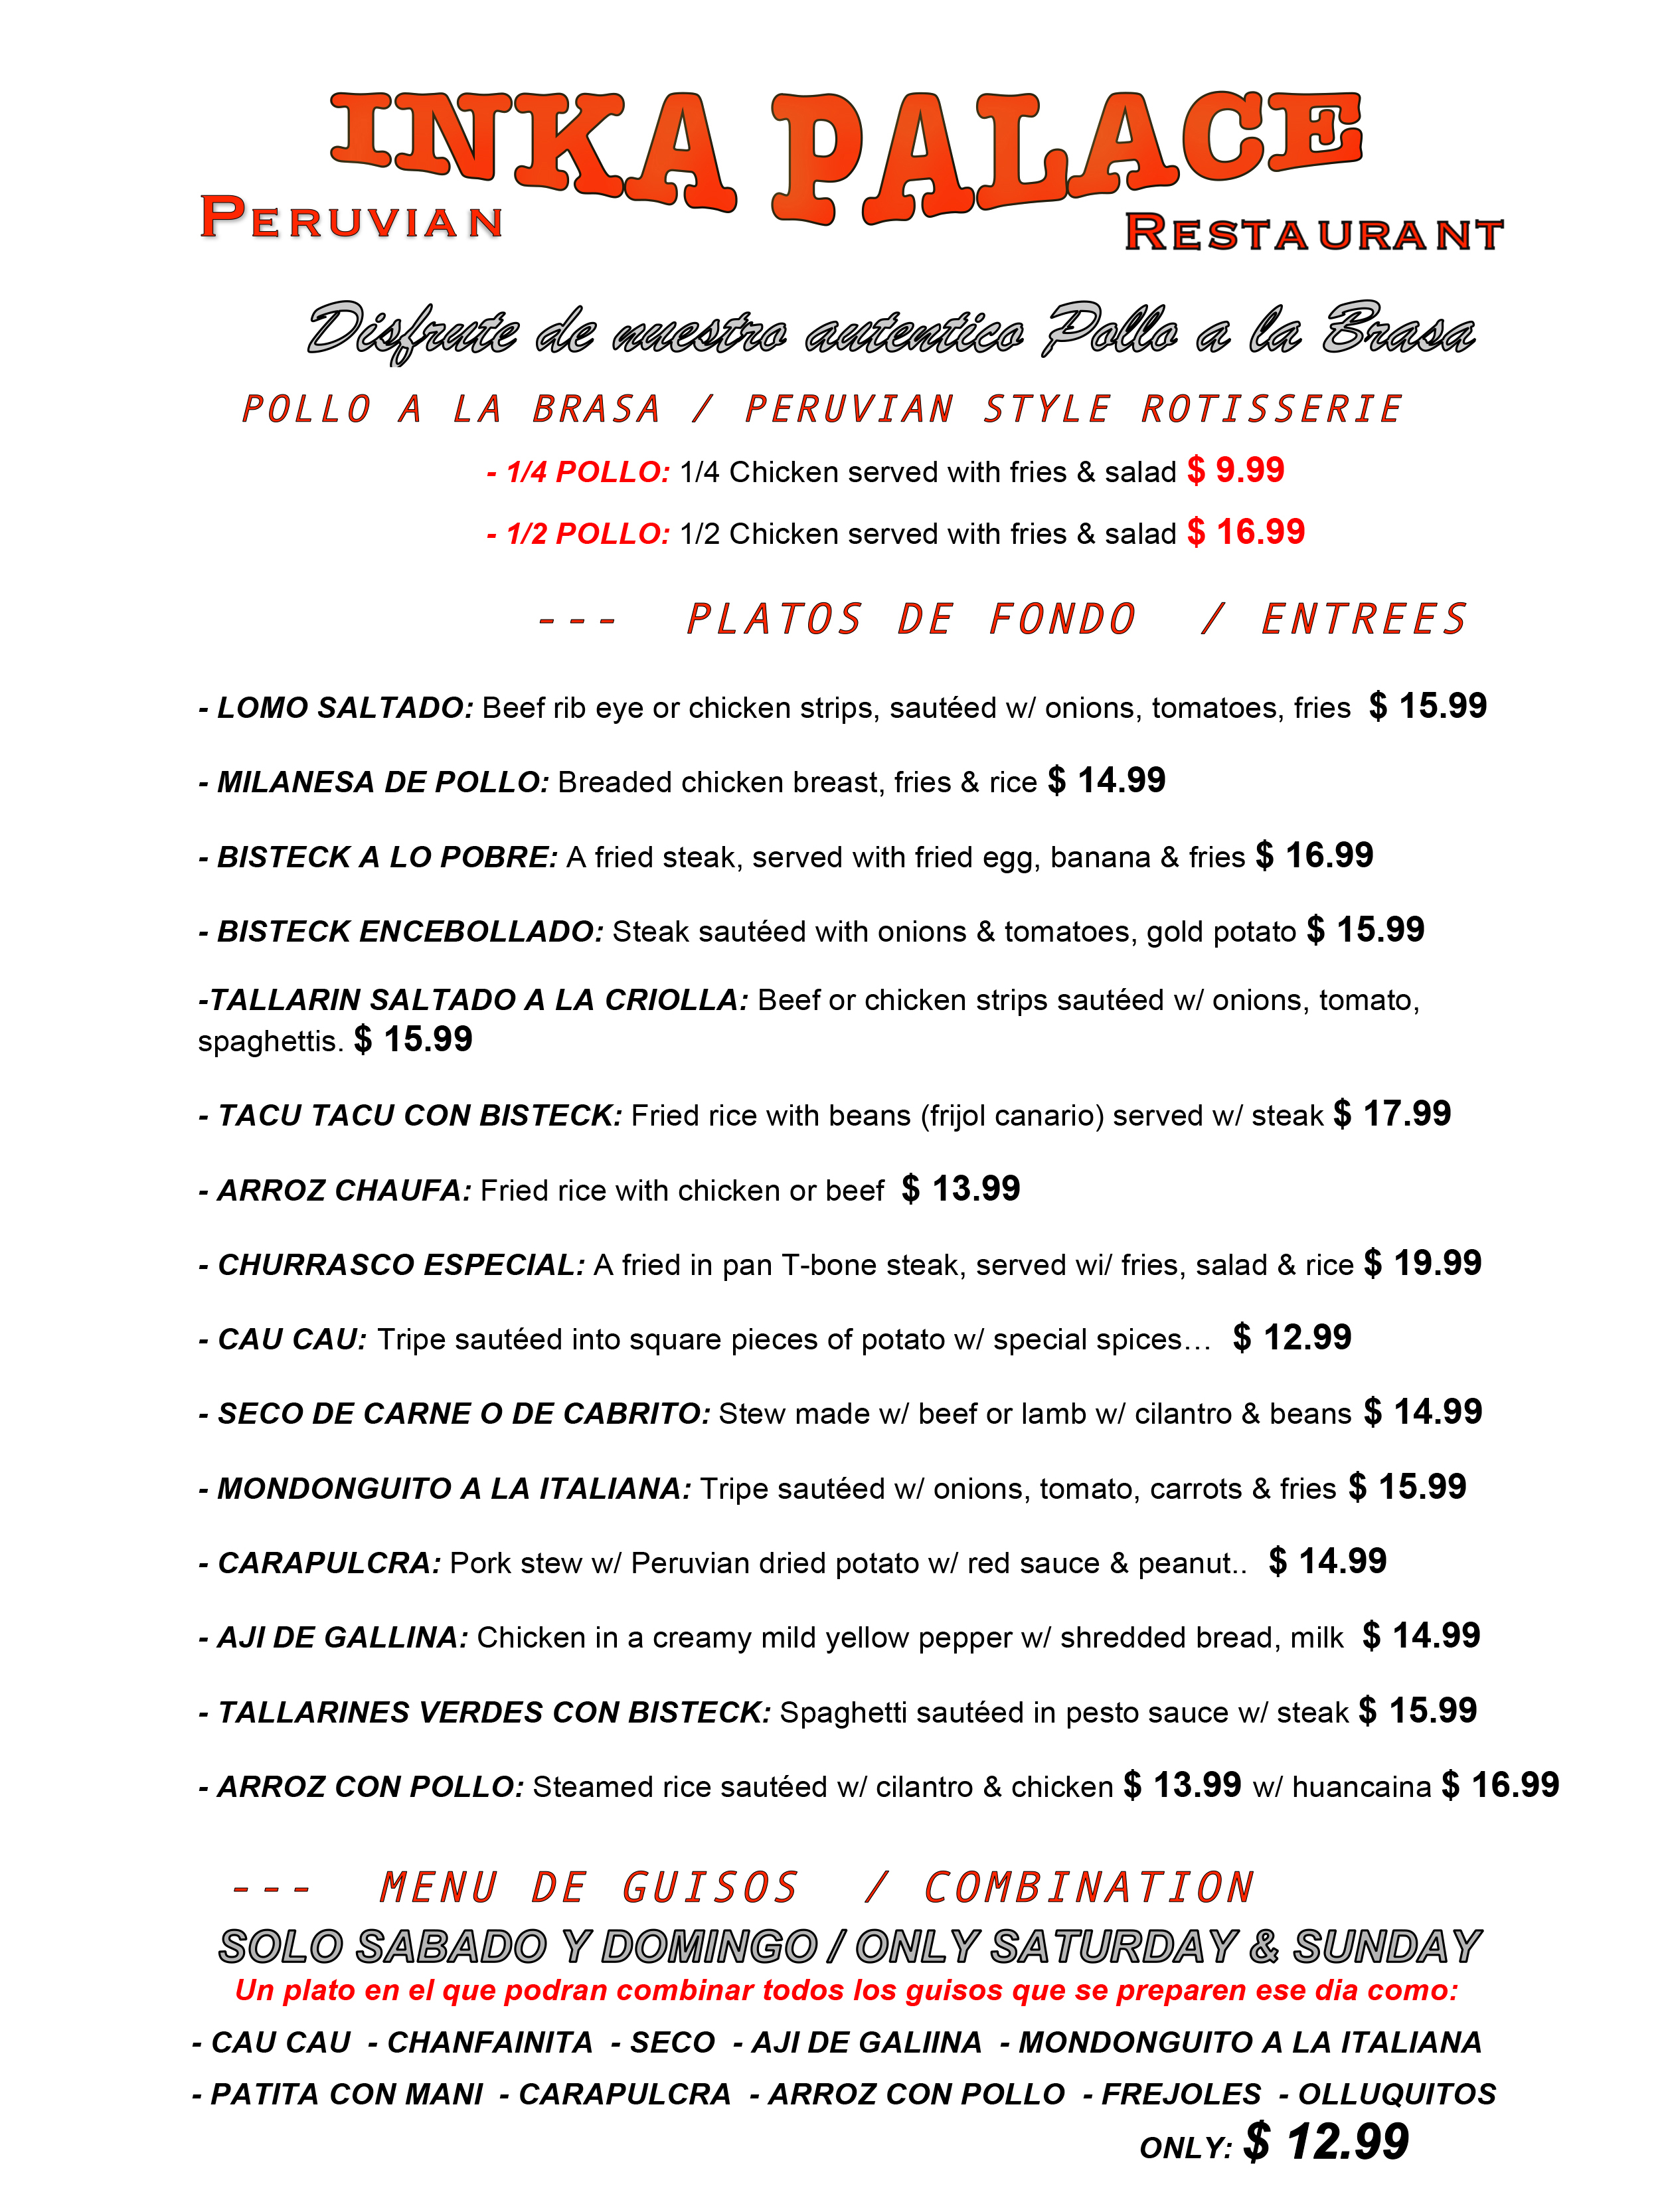 INKA PALACE
PERUVIAN RESTAURANT
Disfrute de nuestro autentico Pollo a la Brasa
POLLO A LA BRASA / PERUVIAN STYLE ROTISSERIE
- 1/4 POLLO: 1/4 Chicken served with fries & salad $ 9.99
- 1/2 POLLO: 1/2 Chicken served with fries & salad $ 16.99
--- PLATOS DE FONDO / ENTREES
- LOMO SALTADO: Beef rib eye or chicken strips, sautéed w/ onions, tomatoes, fries $ 15.99
- MILANESA DE POLLO: Breaded chicken breast, fries & rice $ 14.99
- BISTECK A LO POBRE: A fried steak, served with fried egg, banana & fries $ 16.99
- BISTECK ENCEBOLLADO: Steak sautéed with onions & tomatoes, gold potato $ 15.99
-TALLARIN SALTADO A LA CRIOLLA: Beef or chicken strips sautéed w/ onions, tomato,
spaghettis. $ 15.99
- TACU TACU CON BISTECK: Fried rice with beans (frijol canario) served w/ steak $ 17.99
- ARROZ CHAUFA: Fried rice with chicken or beef $ 13.99
- CHURRASCO ESPECIAL: A fried in pan T-bone steak, served wi/ fries, salad & rice $ 19.99
- CAU CAU: Tripe sautéed into square pieces of potato w/ special spices… $ 12.99
- SECO DE CARNE O DE CABRITO: Stew made w/ beef or lamb w/ cilantro & beans $ 14.99
- MONDONGUITO A LA ITALIANA: Tripe sautéed w/ onions, tomato, carrots & fries $ 15.99
- CARAPULCRA: Pork stew w/ Peruvian dried potato w/ red sauce & peanut.. $ 14.99
- AJI DE GALLINA: Chicken in a creamy mild yellow pepper w/ shredded bread, milk $ 14.99
- TALLARINES VERDES CON BISTECK: Spaghetti sautéed in pesto sauce w/ steak $ 15.99
- ARROZ CON POLLO: Steamed rice sautéed w/ cilantro & chicken $ 13.99 w/ huancaina $ 16.99
--- MENU DE GUISOS / COMBINATION
SOLO SABADO Y DOMINGO / ONLY SATURDAY & SUNDAY
Un plato en el que podran combinar todos los guisos que se preparen ese dia como:
- CAU CAU - CHANFAINITA - SECO - AJI DE GALIINA - MONDONGUITO A LA ITALIANA
- PATITA CON MANI - CARAPULCRA - ARROZ CON POLLO - FREJOLES - OLLUQUITOS
ONLY: $ 12.99